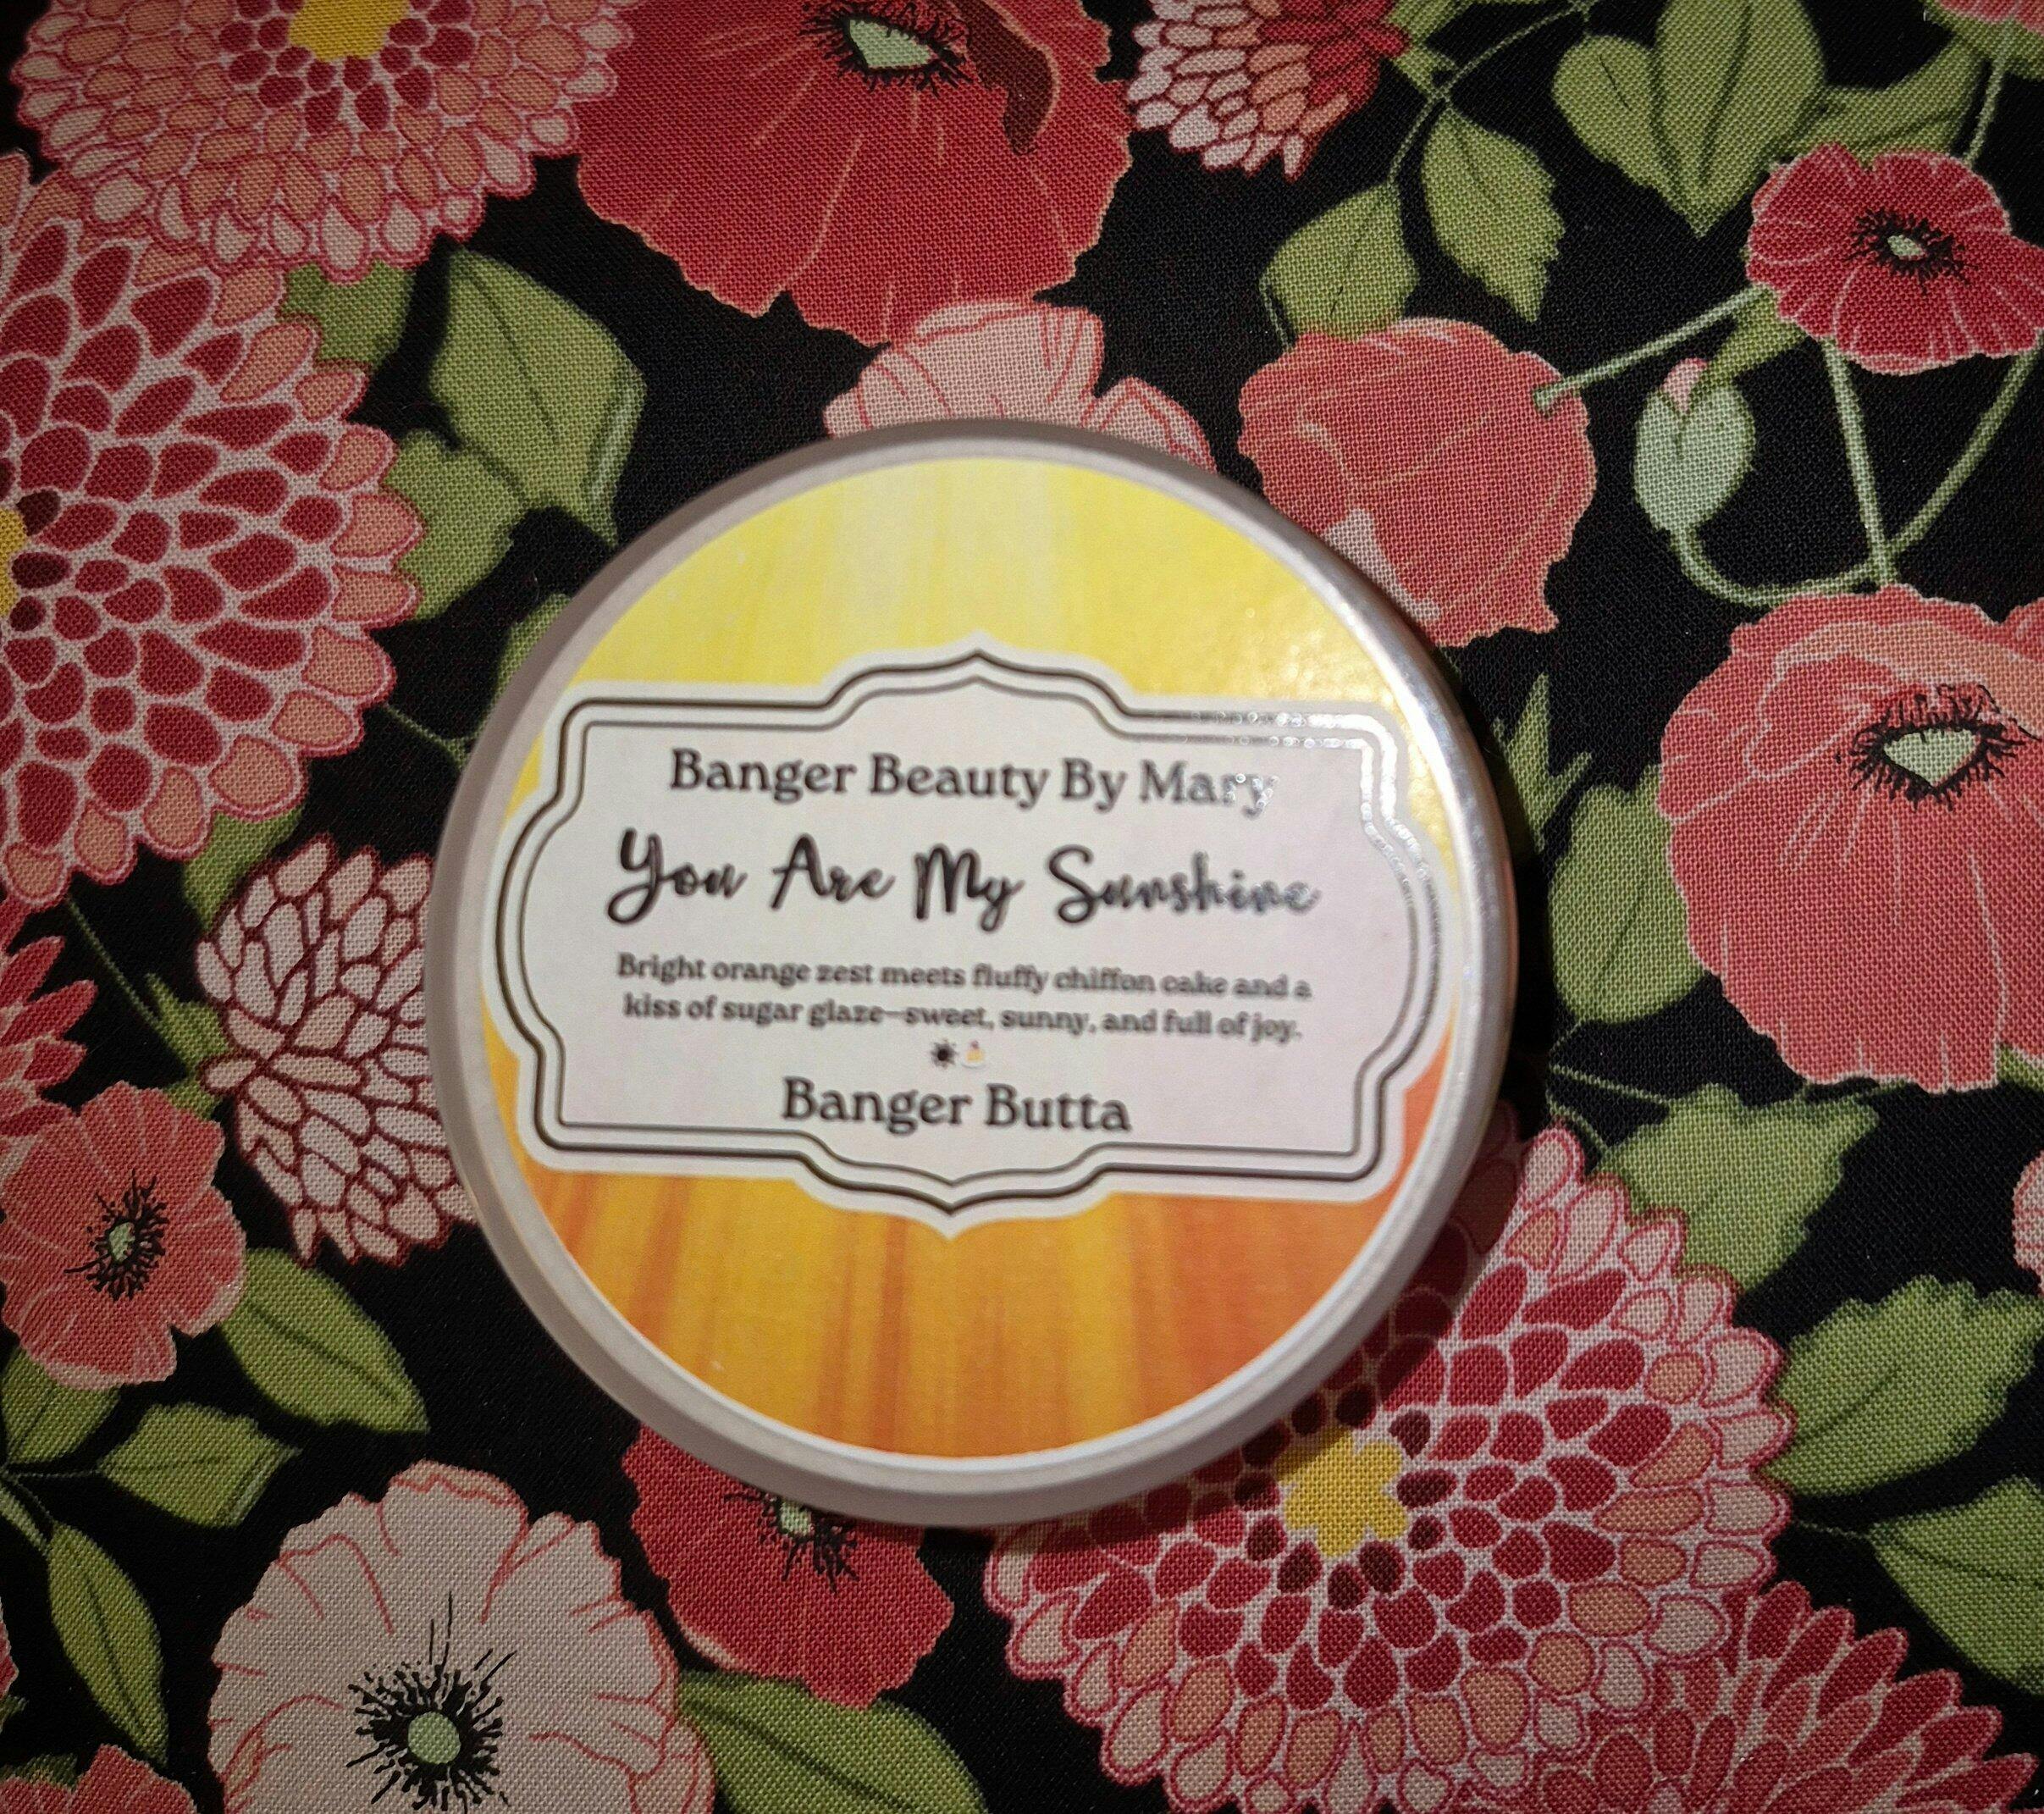 Banger Beauty By Mary
You Are My Sunshine
Bright orange zest meets fluffy chiffon cake and a
kiss of sugar glaze—sweet, sunny, and full of joy.
Banger Butta